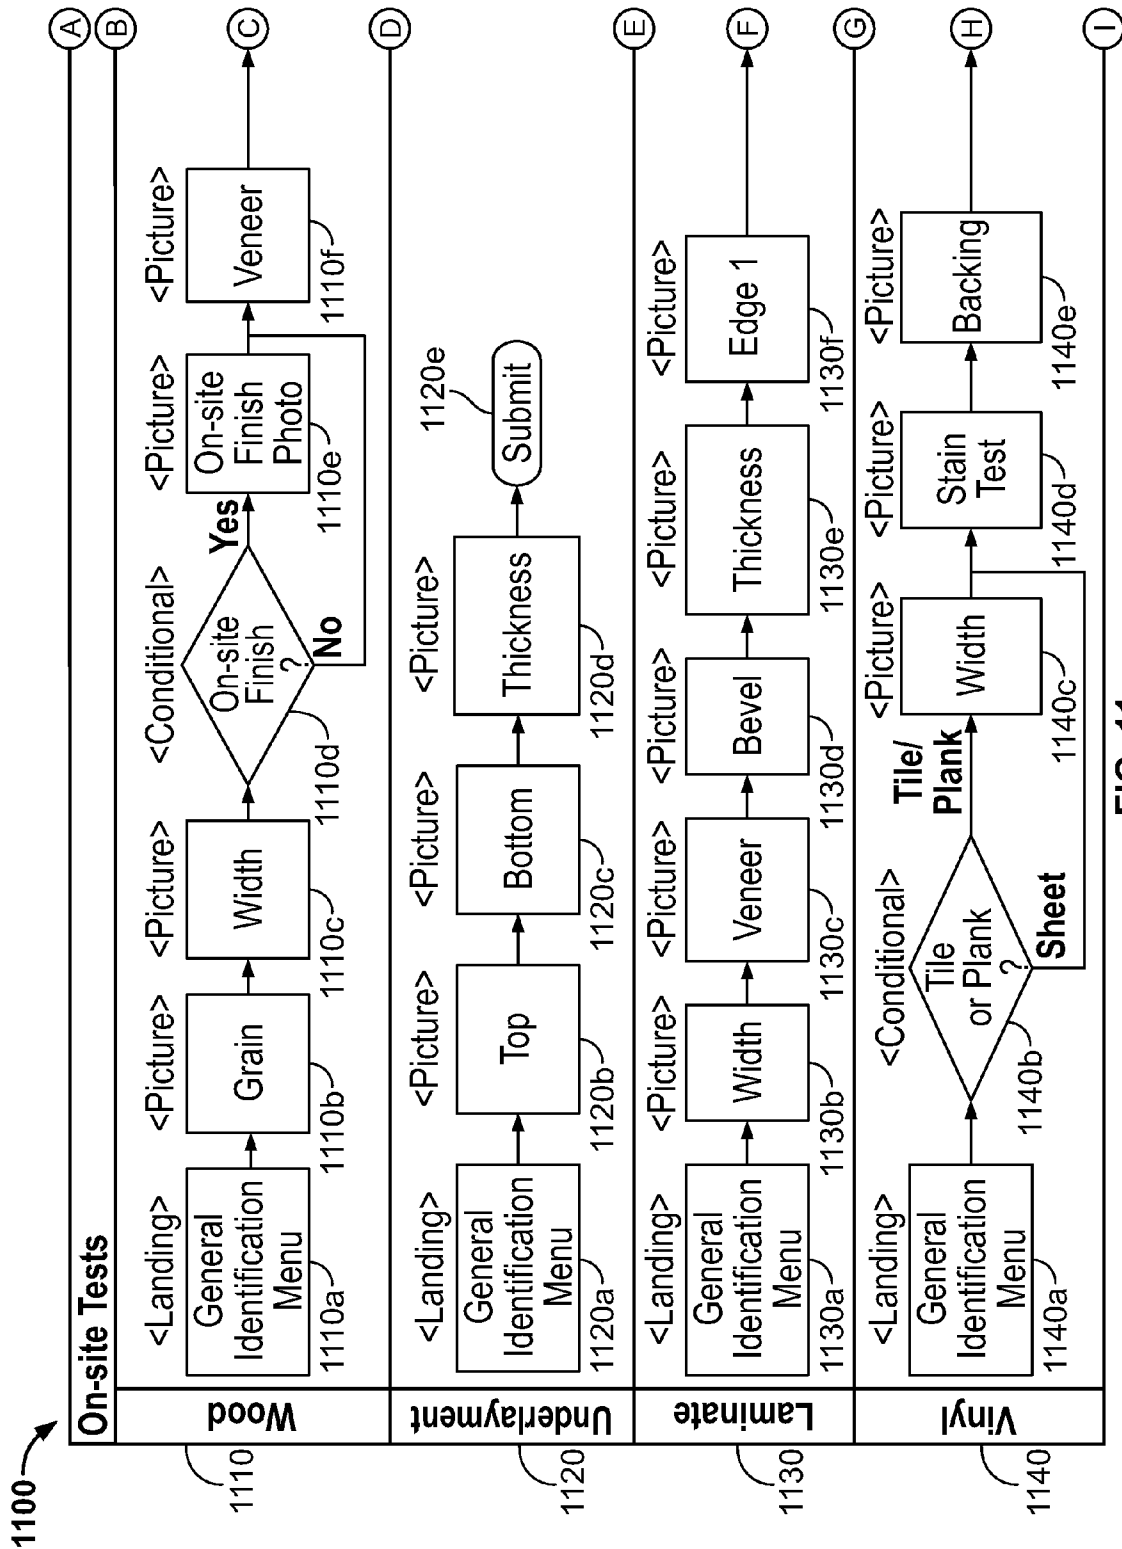 1100
On-site Tests
A
B
Wood
1110
<Landing>
General
Identification
Menu
1110a
<Picture>
Grain
1110b
<Picture>
Width
1110c
<Conditional>
On-site
Finish
?
1110d
Yes
No
<Picture>
On-site
Finish
Photo
1110e
<Picture>
Veneer
1110f
C
D
Underlayment
1120
<Landing>
General
Identification
Menu
1120a
<Picture>
Top
1120b
<Picture>
Bottom
1120c
<Picture>
Thickness
1120d
Submit
1120e
E
Laminate
1130
<Landing>
General
Identification
Menu
1130a
<Picture>
Width
1130b
<Picture>
Veneer
1130c
<Picture>
Bevel
1130d
<Picture>
Thickness
1130e
<Picture>
Edge 1
1130f
F
G
Vinyl
1140
<Landing>
General
Identification
Menu
1140a
<Conditional>
Tile
or Plank
?
1140b
Tile/
Plank
Sheet
<Picture>
Width
1140c
<Picture>
Stain
Test
1140d
<Picture>
Backing
1140e
H
I